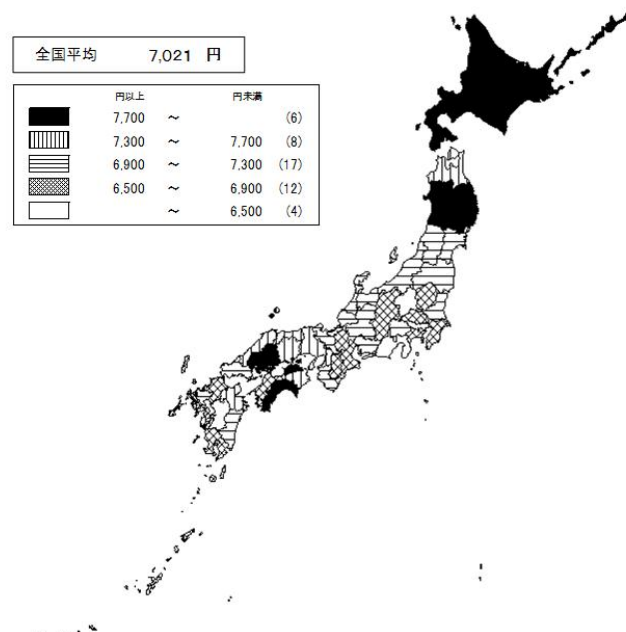 全国平均 7,021 円
円以上 円未満
7,700 ～ (6)
7,300 ～ 7,700 (8)
6,900 ～ 7,300 (17)
6,500 ～ 6,900 (12)
～ 6,500 (4)